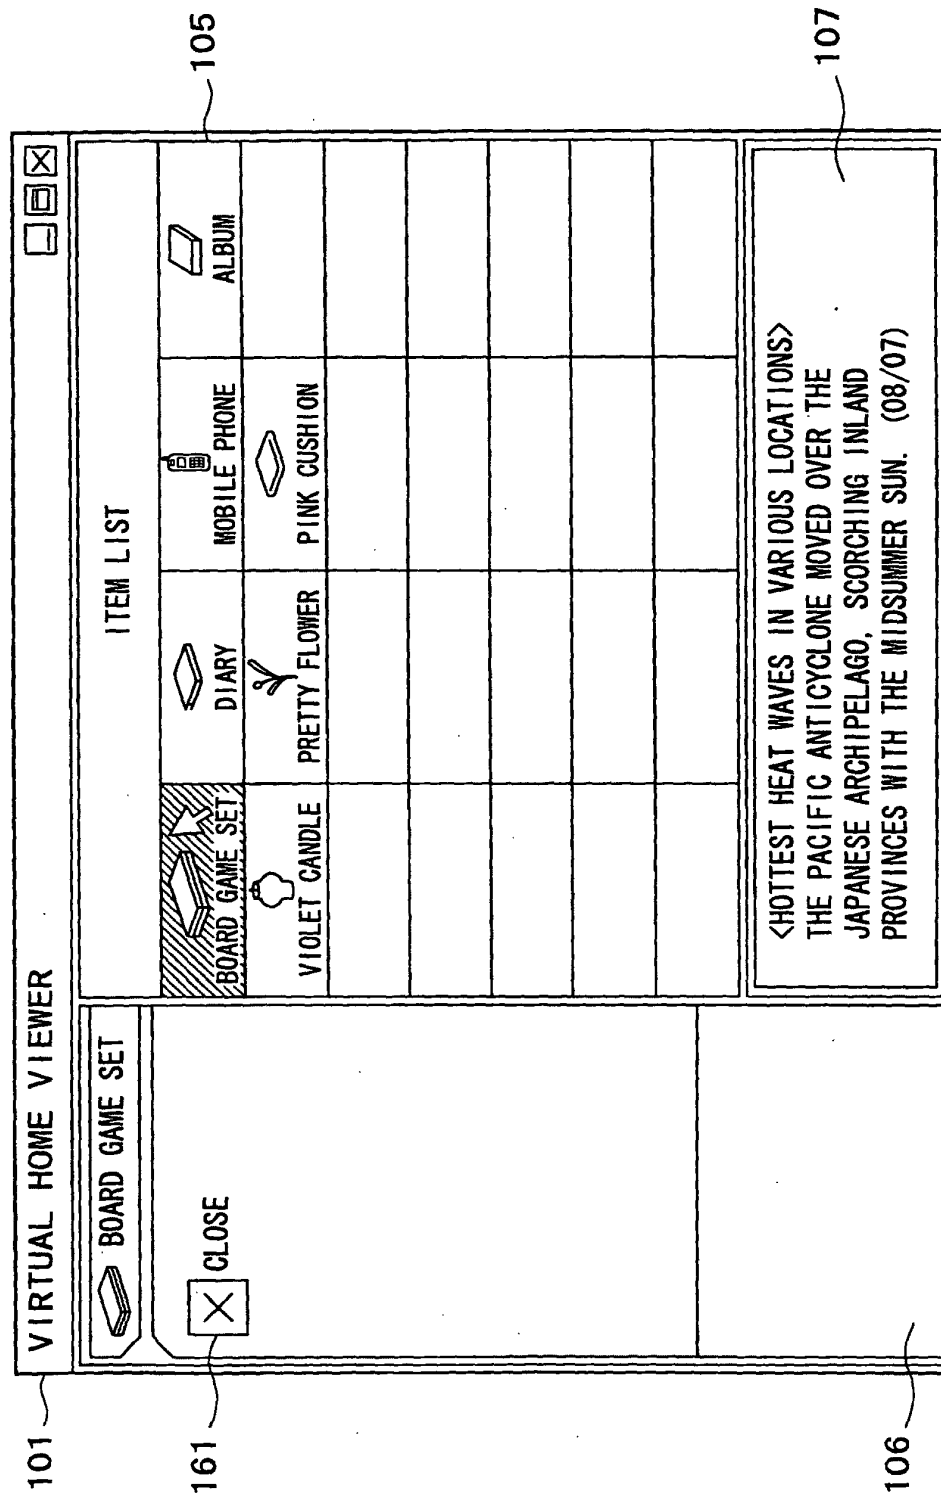 101
VIRTUAL HOME VIEWER
BOARD GAME SET
161
CLOSE
106
ITEM LIST
105
BOARD GAME SET
DIARY
MOBILE PHONE
ALBUM
VIOLET CANDLE
PRETTY FLOWER
PINK CUSHION
<HOTTEST HEAT WAVES IN VARIOUS LOCATIONS>
THE PACIFIC ANTICYCLONE MOVED OVER THE
JAPANESE ARCHIPELAGO, SCORCHING INLAND
PROVINCES WITH THE MIDSUMMER SUN. (08/07)
107